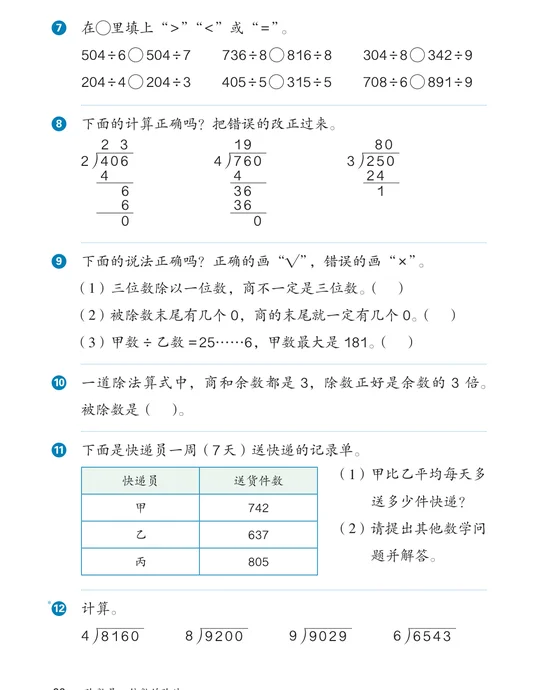 7 在○里填上“>”“<”或“=”。
504÷6○504÷7 736÷8○816÷8 304÷8○342÷9
204÷4○204÷3 405÷5○315÷5 708÷6○891÷9
8 下面的计算正确吗？把错误的改正过来。
2 3 19 80
2)406 4)760 3)250
4 4 24
6 36 1
6 36
0 0
9 下面的说法正确吗？正确的画“√”，错误的画“×”。
（1）三位数除以一位数，商不一定是三位数。（ ）
（2）被除数末尾有几个0，商的末尾就一定有几个0。（ ）
（3）甲数÷乙数=25……6，甲数最大是181。（ ）
10 一道除法算式中，商和余数都是3，除数正好是余数的3倍。
被除数是（ ）。
11 下面是快递员一周（7天）送快递的记录单。
快递员 送货件数
甲 742
乙 637
丙 805
（1）甲比乙平均每天多
送多少件快递？
（2）请提出其他数学问
题并解答。
*12 计算。
4)8160 8)9200 9)9029 6)6543